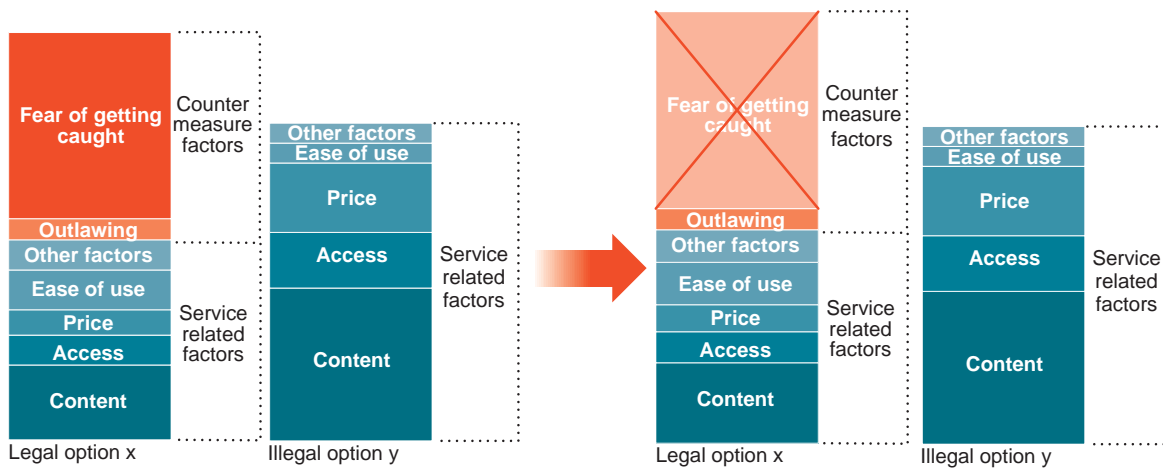 Fear of getting
caught
Outlawing
Other factors
Ease of use
Price
Access
Content
Legal option x
Counter
measure
factors
Service
related
factors
Other factors
Ease of use
Price
Access
Content
Illegal option y
Service
related
factors
Fear of getting
caught
Outlawing
Other factors
Ease of use
Price
Access
Content
Legal option x
Counter
measure
factors
Service
related
factors
Other factors
Ease of use
Price
Access
Content
Illegal option y
Service
related
factors